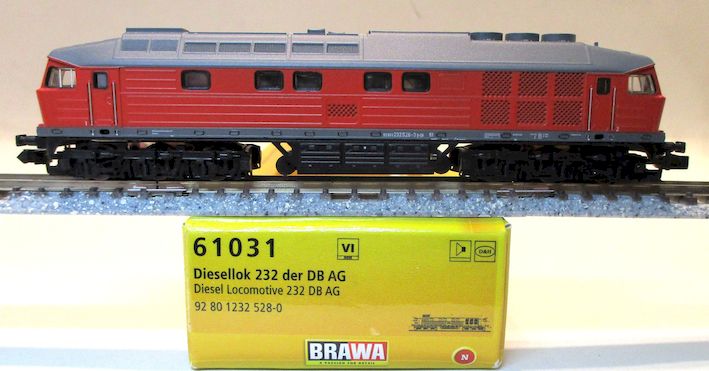 61031
VI
Diesellok 232 der DB AG
Diesel Locomotive 232 DB AG
92 80 1232 528-0
BRAWA
N